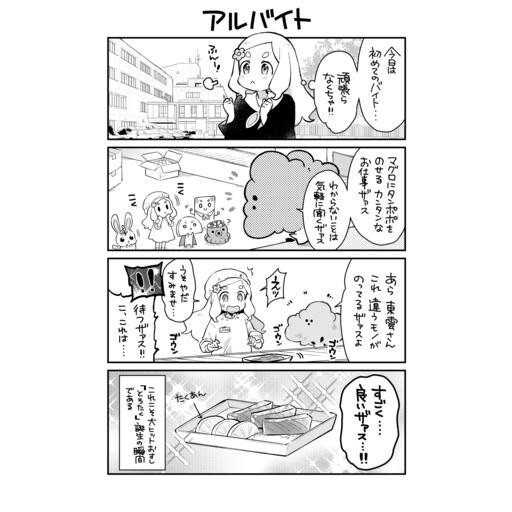 アルバイト
今日は
初めてのバイト…
頑張ら
なくちゃ!!
ふんっ!
マグロにタンポポを
のせる カンタンな
お仕事ザァス
わからないことは
気軽に聞くザァス
あら 東雲さん
これ 違うモノが
のってるザァスよ
えッ
うそやだ
すみませ…
!!
待つザァス!!
こ、これは…
ゴウン
ゴウン
ゴウン
すごく…
良いザァス…!!
たくあん
これこそ大ヒットおすし
「とろたく」誕生の瞬間
である